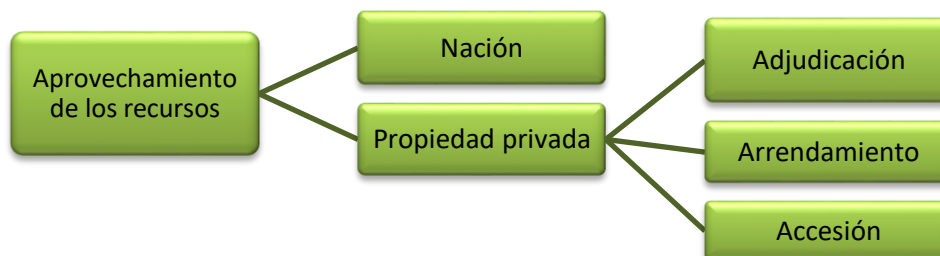 Aprovechamiento
de los recursos
Nación
Propiedad privada
Adjudicación
Arrendamiento
Accesión